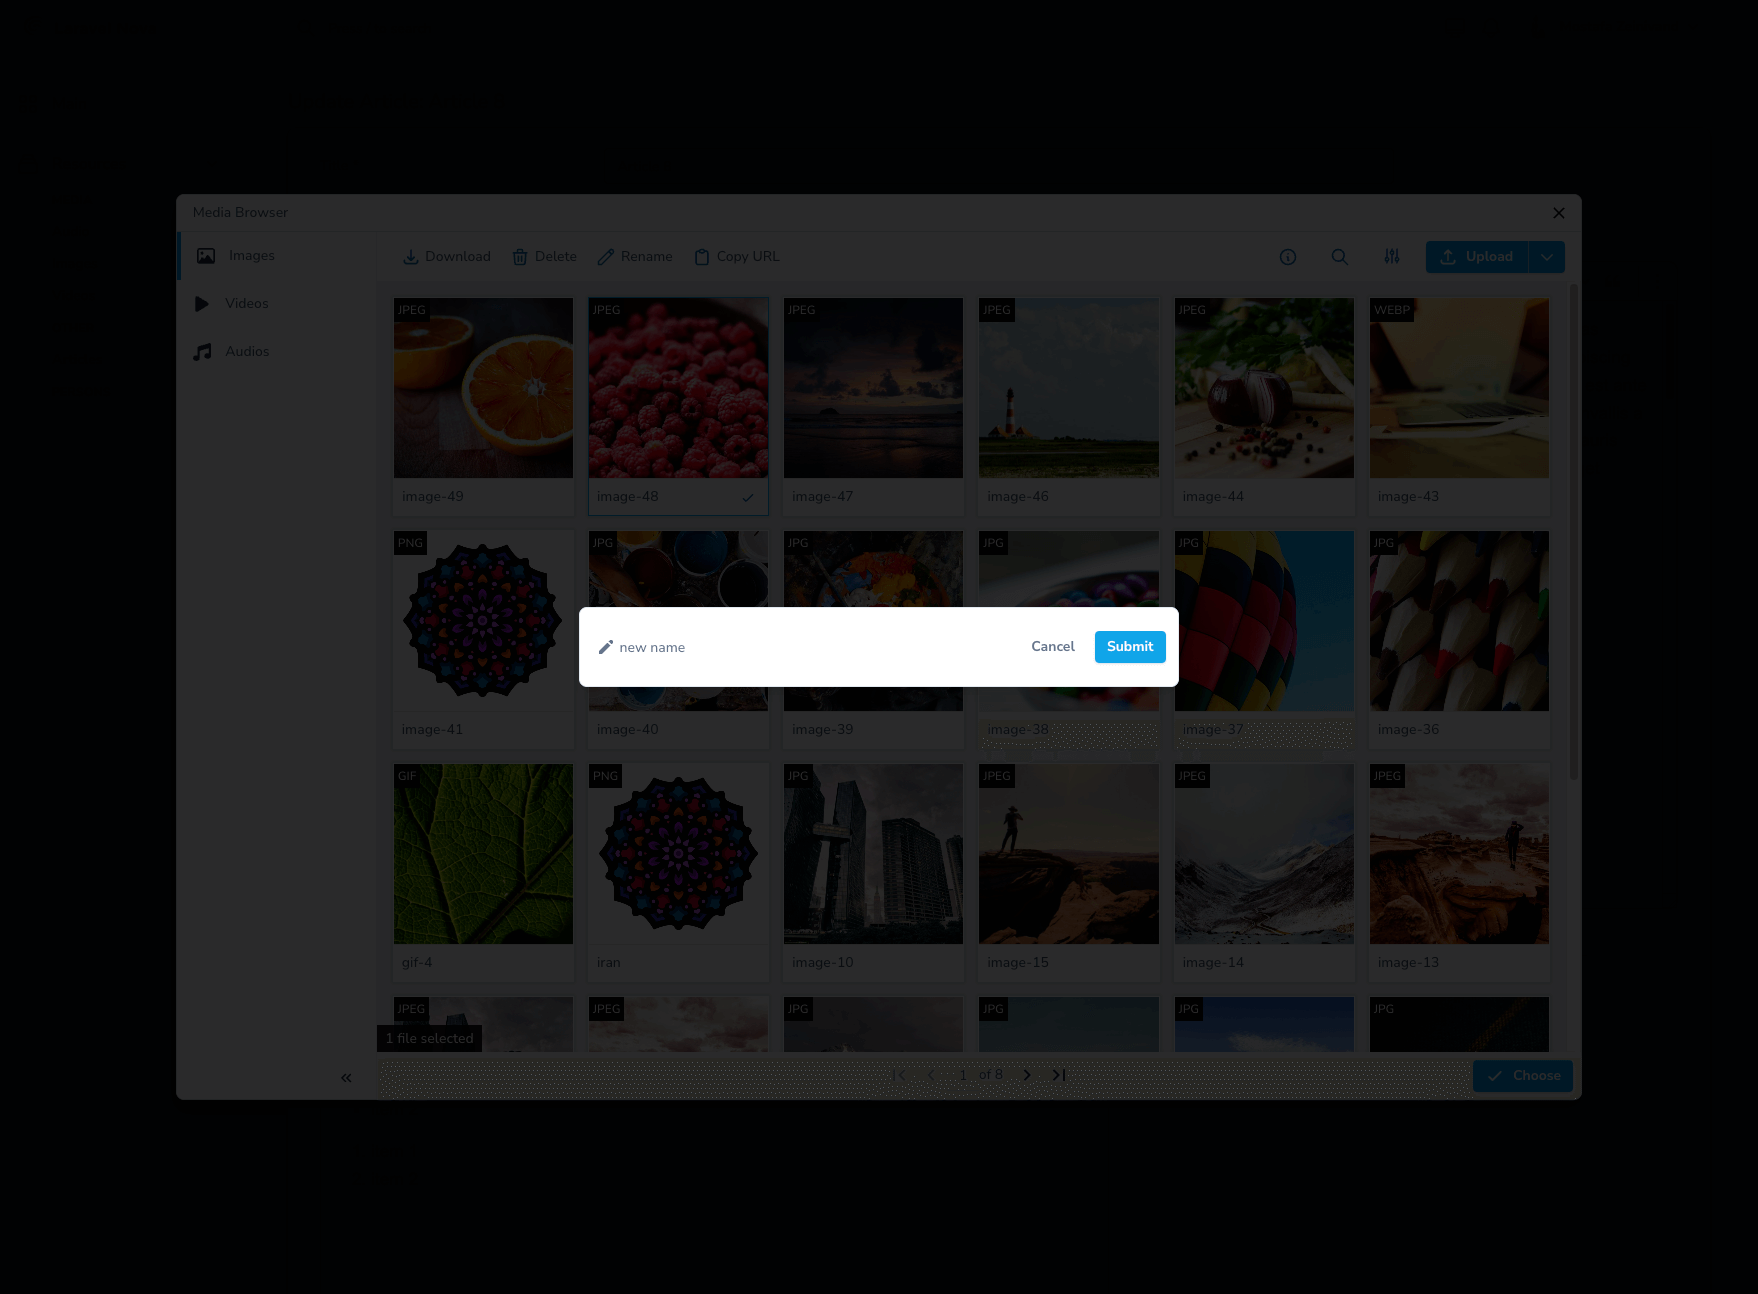 Media Browser
Images
Videos
Audios
Download Delete Rename Copy URL Upload
JPEG JPEG JPEG JPEG JPEG WEBP
image-49 image-48 image-47 image-46 image-44 image-43
PNG JPG JPG JPG JPG JPG
new name Cancel Submit
image-41 image-40 image-39 image-38 image-37 image-36
GIF PNG JPG JPEG JPEG JPEG
gif-4 iran image-10 image-15 image-14 image-13
JPEG JPEG JPG JPG JPG JPG
1 file selected
1 of 8 Choose